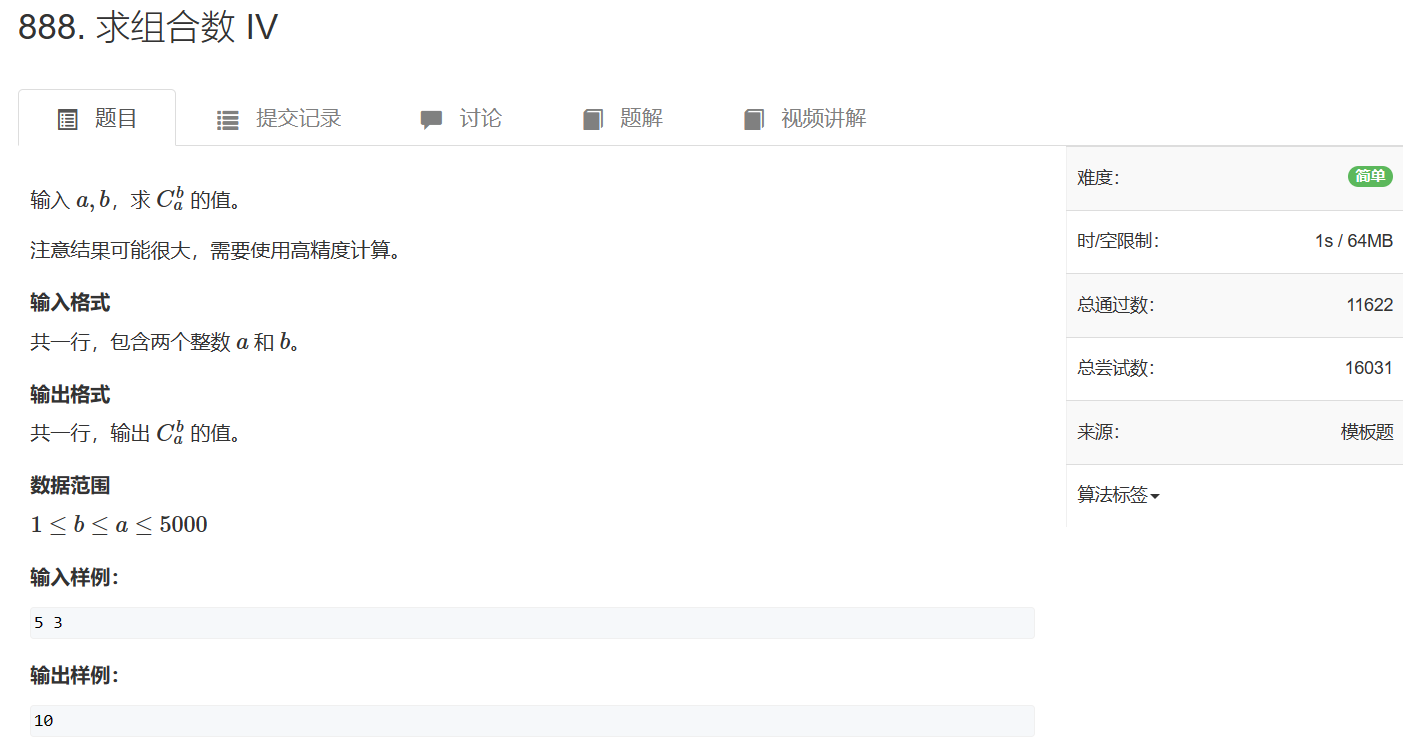 888. 求组合数 IV
题目 提交记录 讨论 题解 视频讲解
输入 a, b，求 C_a^b 的值。
注意结果可能很大，需要使用高精度计算。
输入格式
共一行，包含两个整数 a 和 b。
输出格式
共一行，输出 C_a^b 的值。
数据范围
1 ≤ b ≤ a ≤ 5000
输入样例：
5 3
输出样例：
10
难度： 简单
时/空限制： 1s / 64MB
总通过数： 11622
总尝试数： 16031
来源： 模板题
算法标签